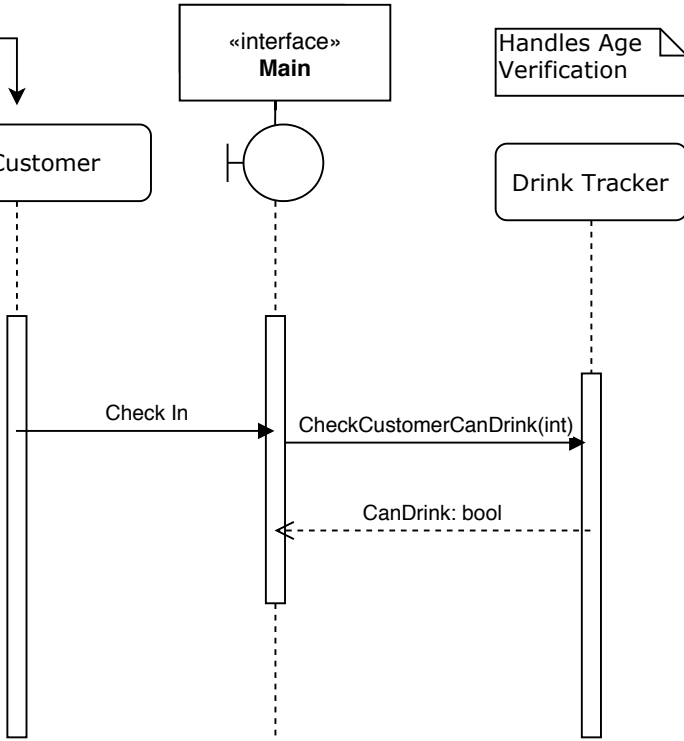 «interface»
Main
Handles Age
Verification
Customer
Drink Tracker
Check In
CheckCustomerCanDrink(int)
CanDrink: bool